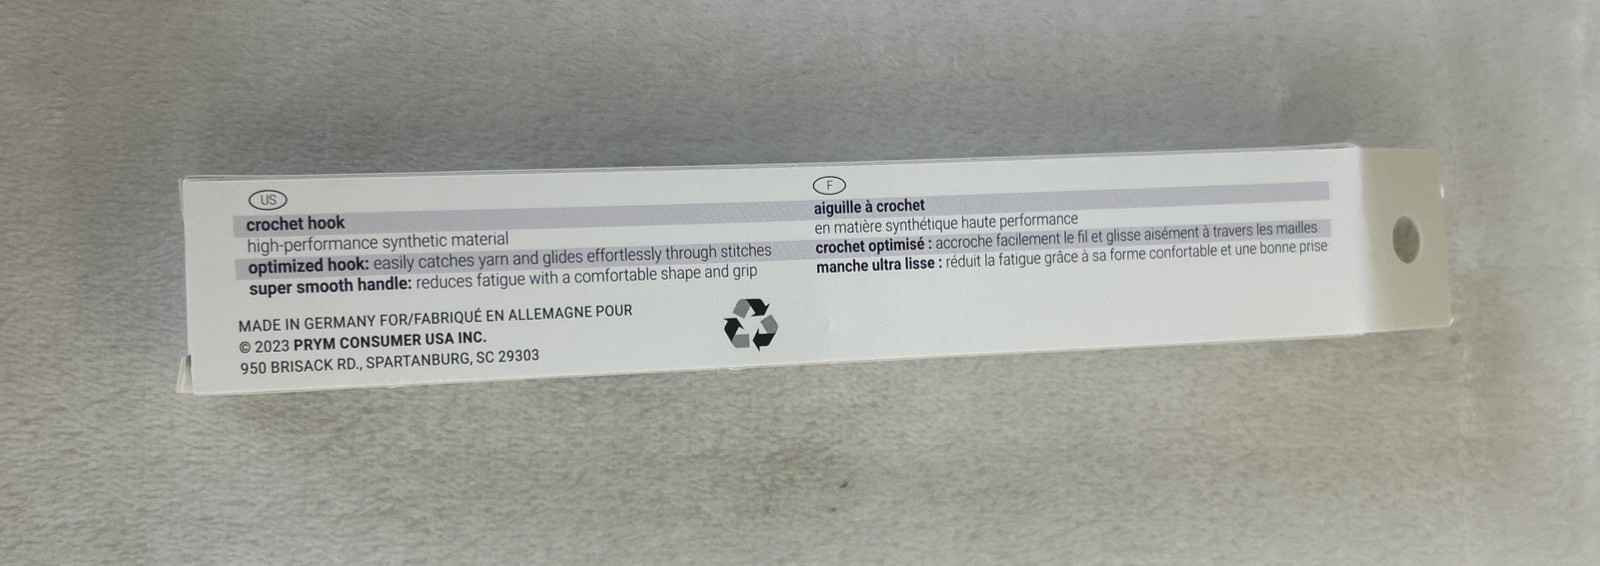 US
crochet hook
high-performance synthetic material
optimized hook: easily catches yarn and glides effortlessly through stitches
super smooth handle: reduces fatigue with a comfortable shape and grip
MADE IN GERMANY FOR/FABRIQUÉ EN ALLEMAGNE POUR
© 2023 PRYM CONSUMER USA INC.
950 BRISACK RD., SPARTANBURG, SC 29303
F
aiguille à crochet
en matière synthétique haute performance
crochet optimisé : accroche facilement le fil et glisse aisément à travers les mailles
manche ultra lisse : réduit la fatigue grâce à sa forme confortable et une bonne prise